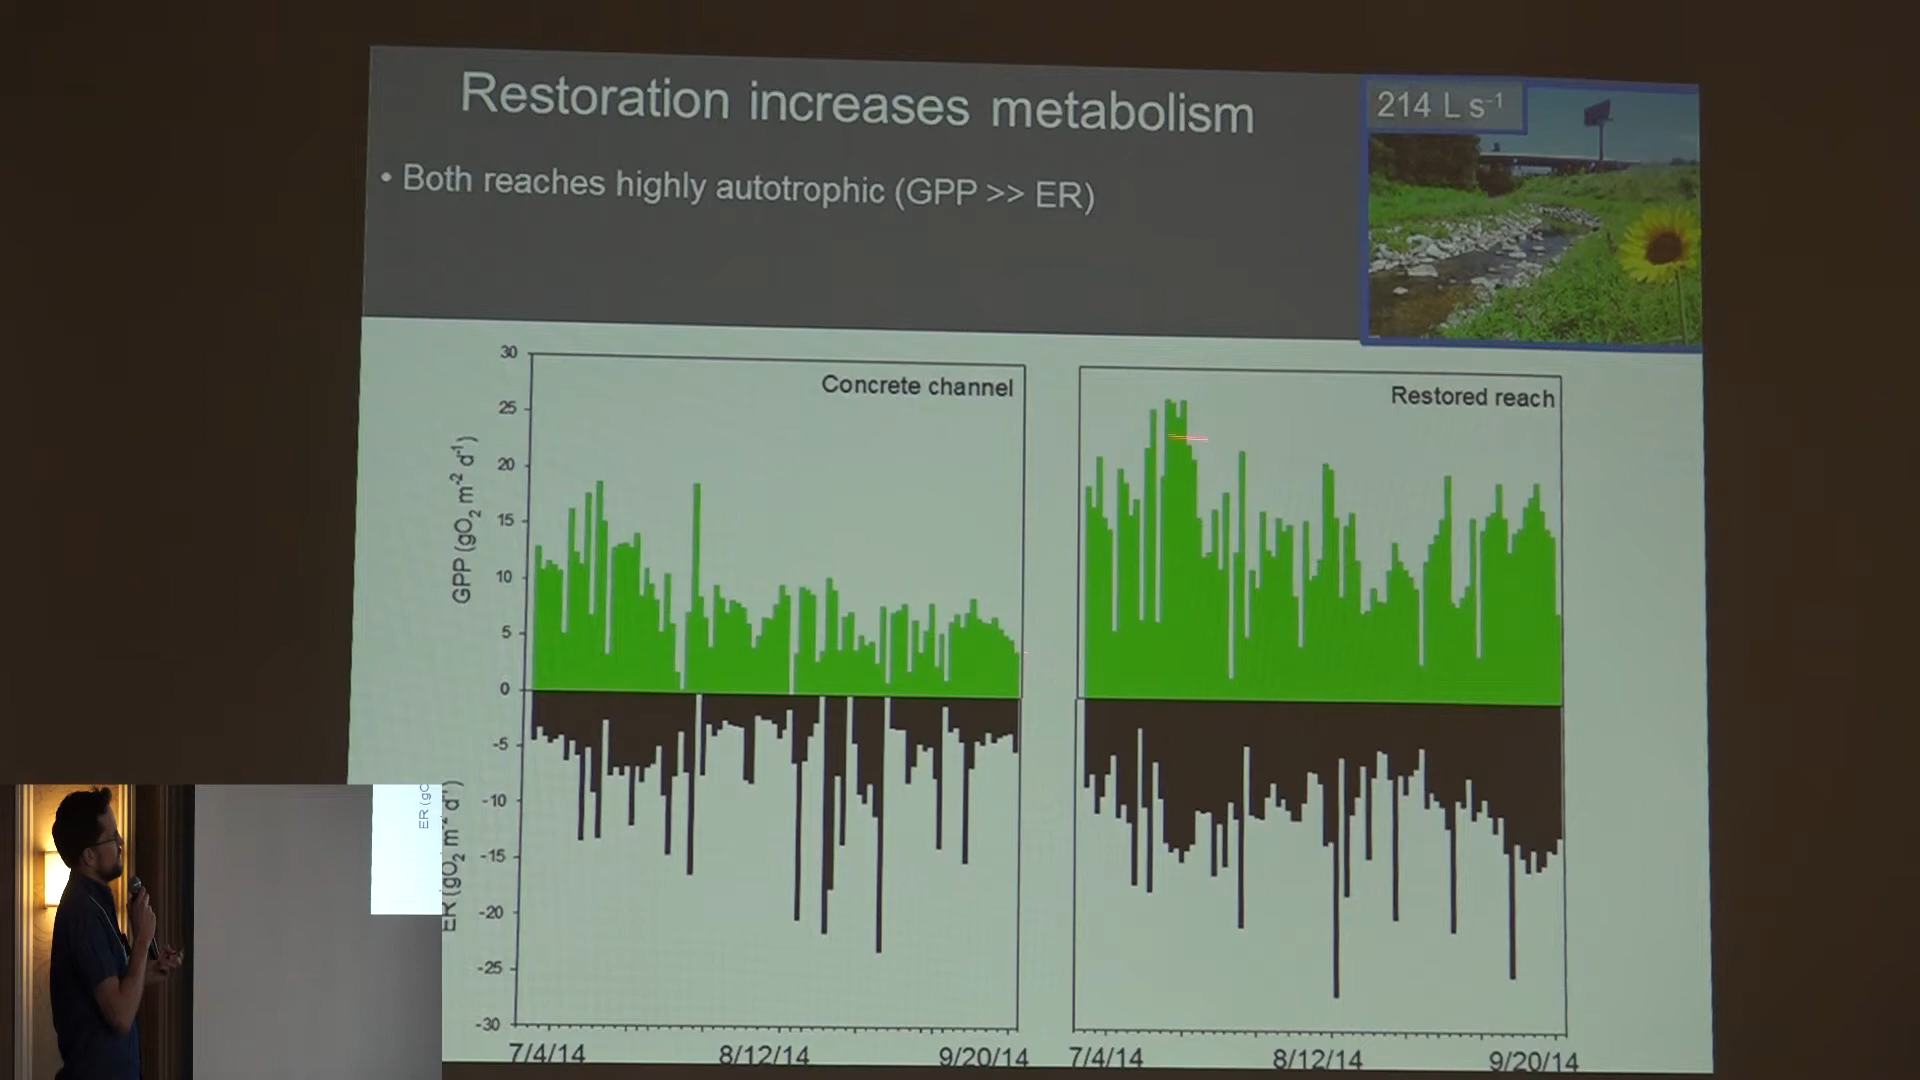 Restoration increases metabolism
214 L s⁻¹
• Both reaches highly autotrophic (GPP >> ER)
Concrete channel
Restored reach
GPP (gO₂ m⁻² d⁻¹)
ER (gO₂ m⁻² d⁻¹)
30
25
20
15
10
5
0
-5
-10
-15
-20
-25
-30
7/4/14 8/12/14 9/20/14
7/4/14 8/12/14 9/20/14
ER (gO